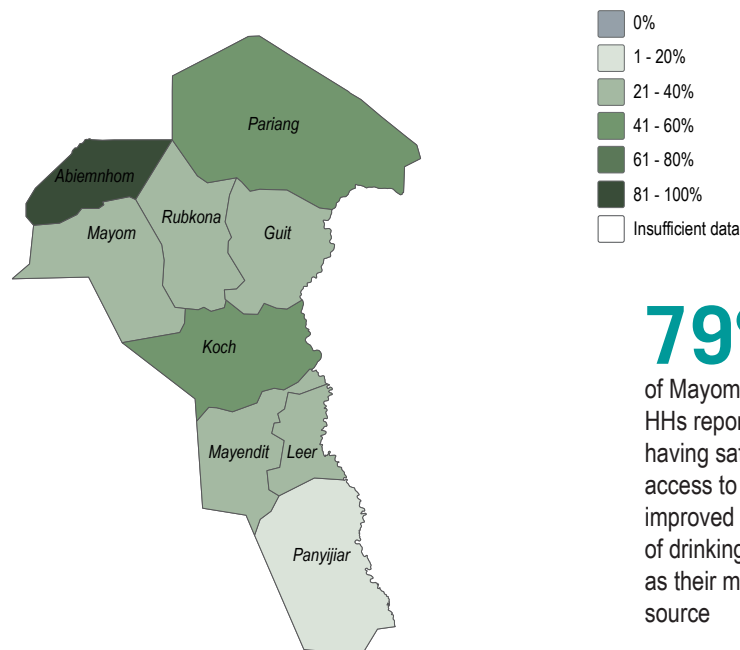 0%
1 - 20%
21 - 40%
41 - 60%
61 - 80%
81 - 100%
Insufficient data
Pariang
Abiemnhom
Rubkona
Mayom
Guit
Koch
Mayendit
Leer
Panyijiar
79
of Mayom
HHs repor
having sa
access to
improved
of drinking
as their m
source